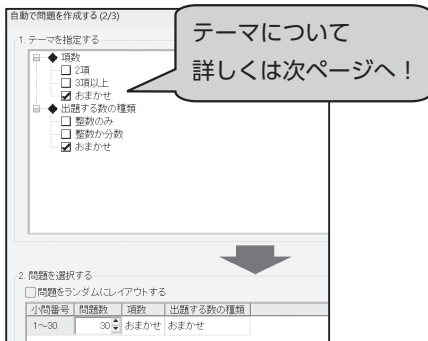 自動で問題を作成する(2/3)
テーマについて
詳しくは次ページへ！
1. テーマを指定する
項数
2項
3項以上
おまかせ
出題する数の種類
整数のみ
整数か分数
おまかせ
2. 問題を選択する
問題をランダムにレイアウトする
小問番号 問題数 項数 出題する数の種類
1～30 30 おまかせ おまかせ